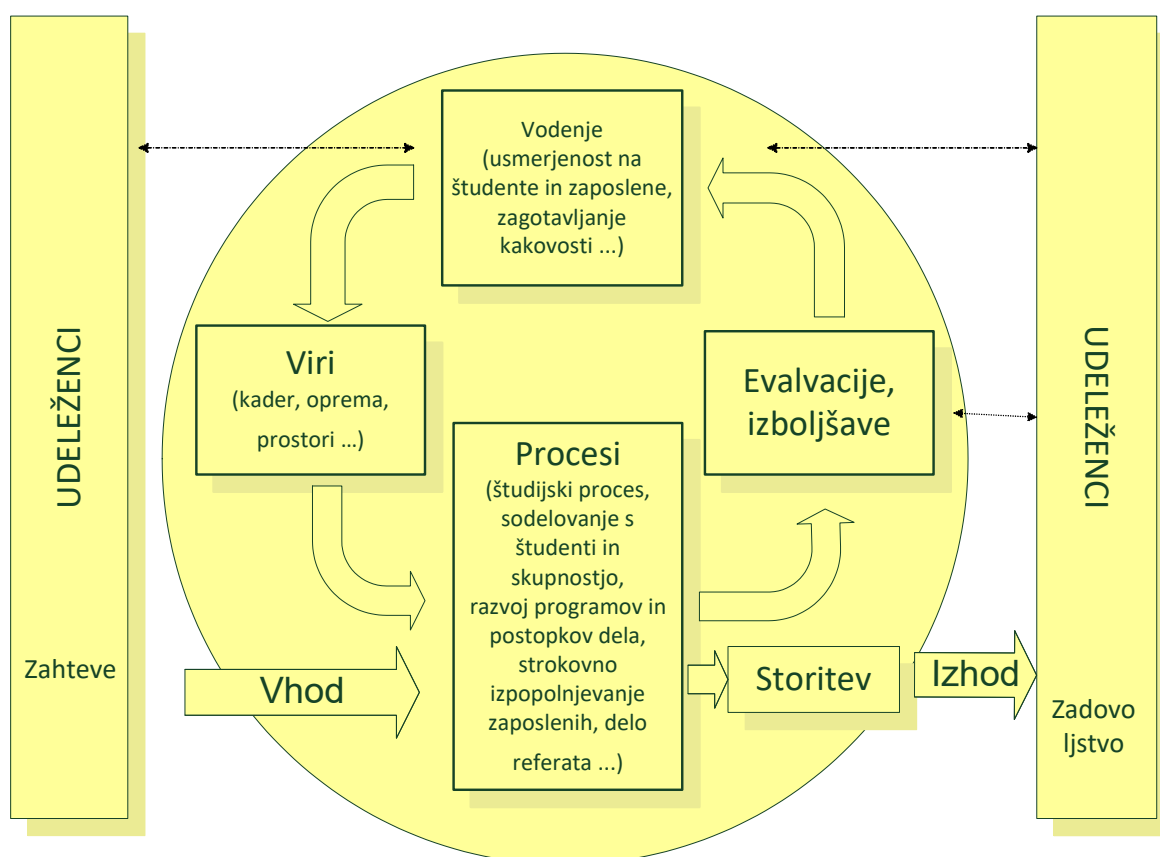 UDELEŽENCI
Zahteve
Vodenje
(usmerjenost na
študente in zaposlene,
zagotavljanje
kakovosti ...)
Viri
(kader, oprema,
prostori ...)
Procesi
(študijski proces,
sodelovanje s
študenti in
skupnostjo,
razvoj programov in
postopkov dela,
strokovno
izpopolnjevanje
zaposlenih, delo
referata ...)
Evalvacije,
izboljšave
Vhod
Storitev
Izhod
UDELEŽENCI
Zadovo
ljstvo